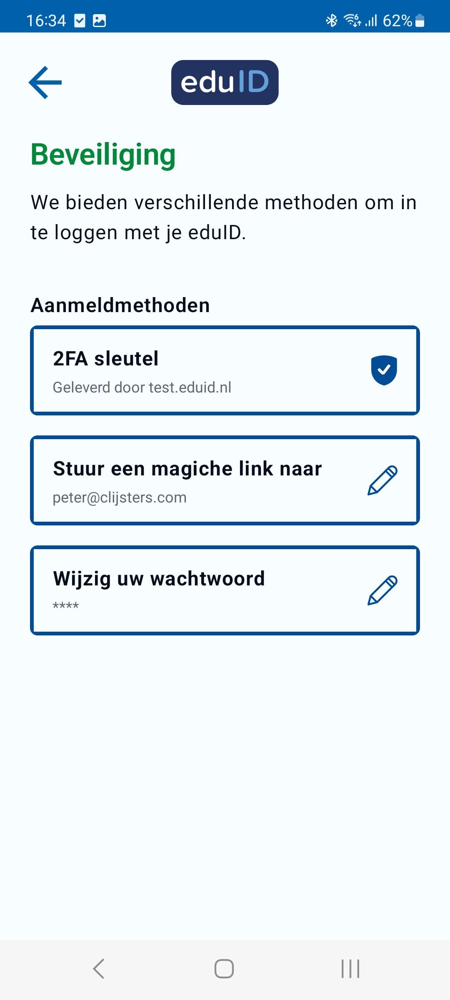 16:34
62%
eduID
Beveiliging
We bieden verschillende methoden om in
te loggen met je eduID.
Aanmeldmethoden
2FA sleutel
Geleverd door test.eduid.nl
Stuur een magiche link naar
peter@clijsters.com
Wijzig uw wachtwoord
****